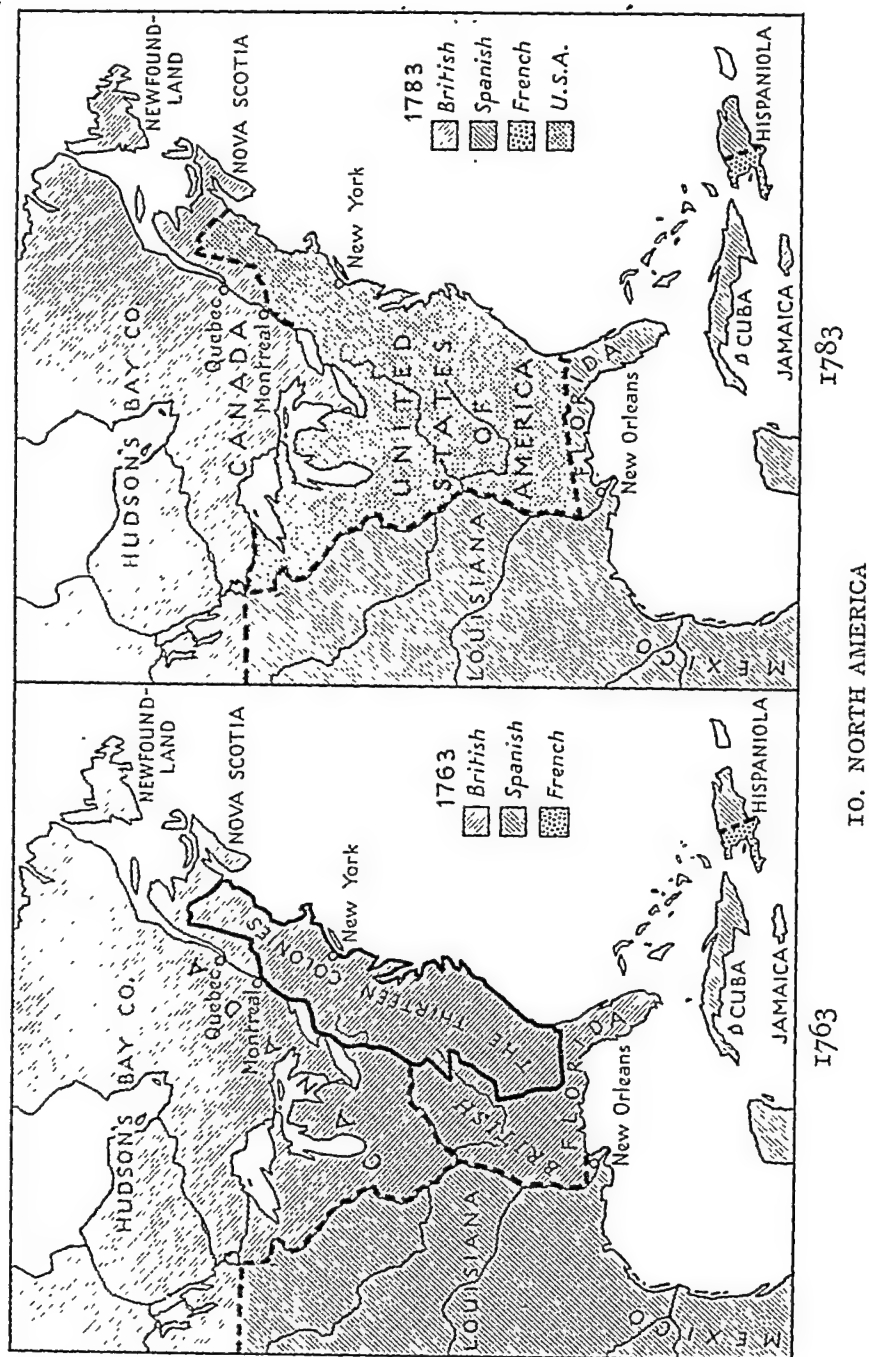 NEWFOUND-
LAND
NOVA SCOTIA
HUDSON'S BAY CO.
CANADA
Quebec
Montreal
THE THIRTEEN COLONIES
New York
BRITISH
FLORIDA
LOUISIANA
New Orleans
MEXICO
CUBA
JAMAICA
HISPANIOLA
1763
British
Spanish
French
1763
NEWFOUND-
LAND
NOVA SCOTIA
HUDSON'S BAY CO.
CANADA
Quebec
Montreal
New York
UNITED
STATES
OF
AMERICA
FLORIDA
LOUISIANA
New Orleans
MEXICO
CUBA
JAMAICA
HISPANIOLA
1783
British
Spanish
French
U.S.A.
1783
10. NORTH AMERICA